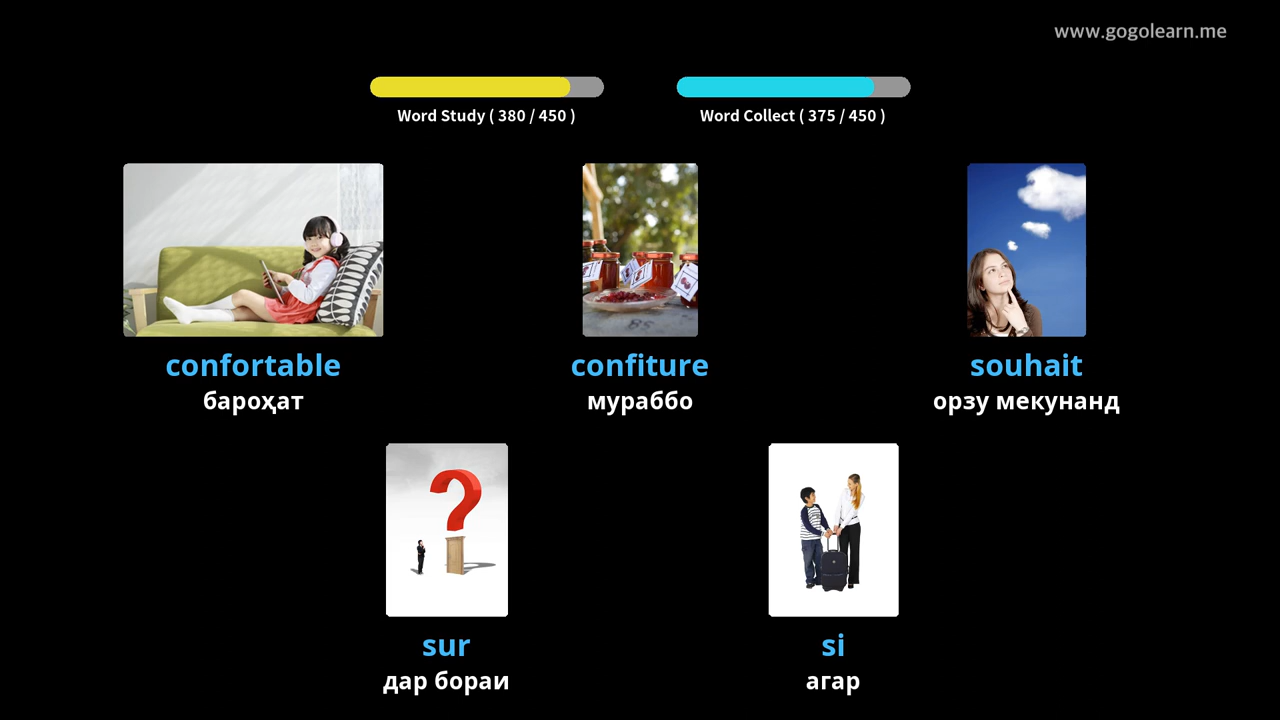 www.gogolearn.me
Word Study ( 380 / 450 )
Word Collect ( 375 / 450 )
confortable
бароҳат
confiture
мураббо
souhait
орзу мекунанд
sur
дар бораи
si
агар